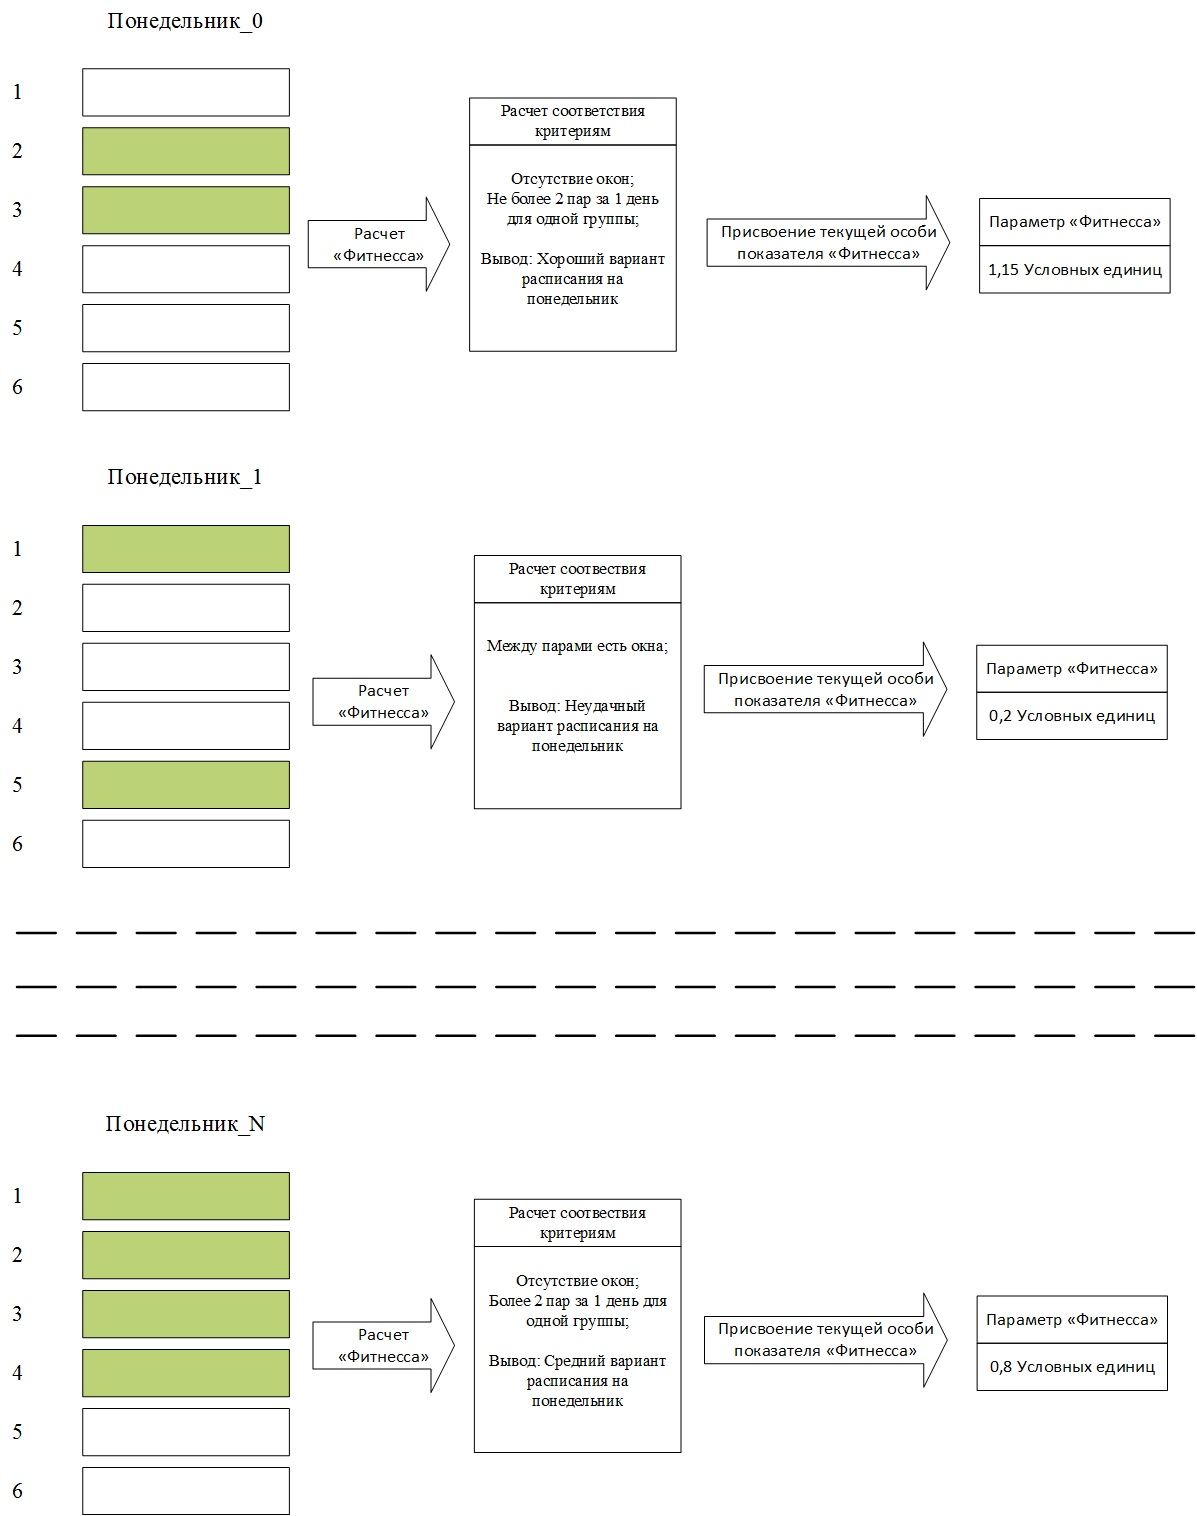 Понедельник_0
1
2
3
4
5
6
Расчет
«Фитнесса»
Расчет соответствия
критериям
Отсутствие окон;
Не более 2 пар за 1 день
для одной группы;
Вывод: Хороший вариант
расписания на
понедельник
Присвоение текущей особи
показателя «Фитнесса»
Параметр «Фитнесса»
1,15 Условных единиц
Понедельник_1
1
2
3
4
5
6
Расчет
«Фитнесса»
Расчет соотвествия
критериям
Между парами есть окна;
Вывод: Неудачный
вариант расписания на
понедельник
Присвоение текущей особи
показателя «Фитнесса»
Параметр «Фитнесса»
0,2 Условных единиц
Понедельник_N
1
2
3
4
5
6
Расчет
«Фитнесса»
Расчет соотвествия
критериям
Отсутствие окон;
Более 2 пар за 1 день для
одной группы;
Вывод: Средний вариант
расписания на
понедельник
Присвоение текущей особи
показателя «Фитнесса»
Параметр «Фитнесса»
0,8 Условных единиц